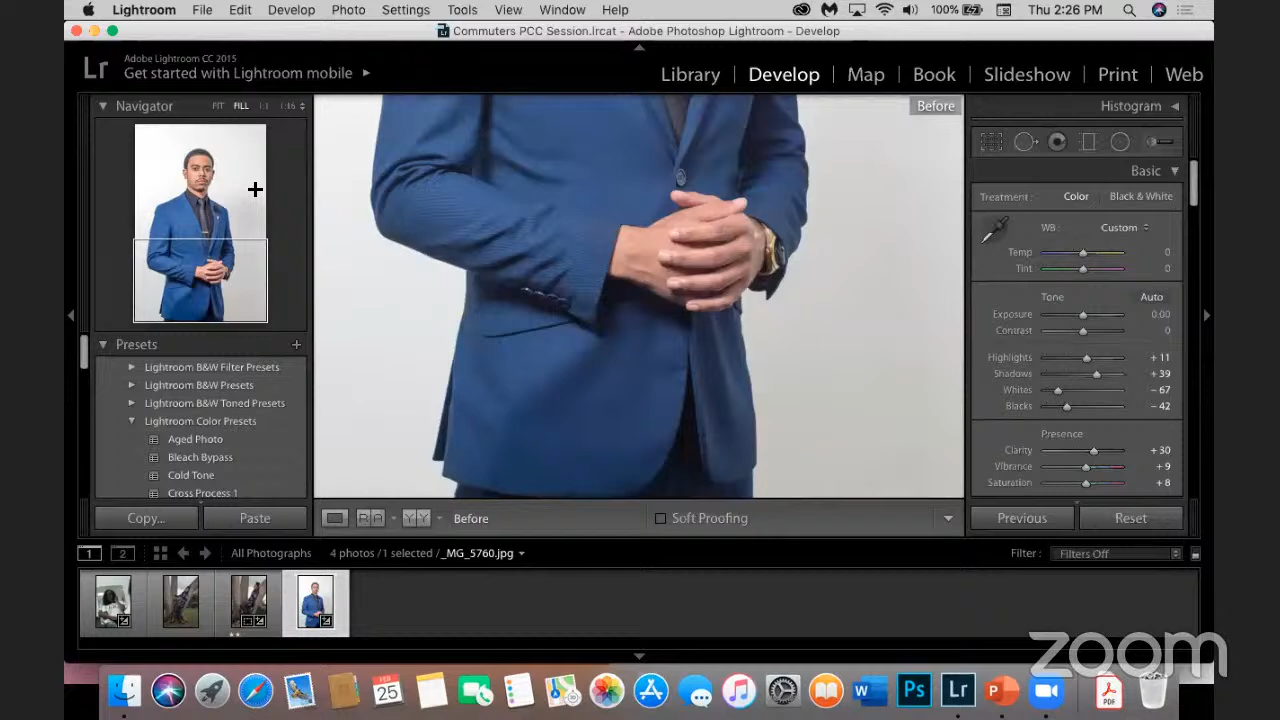 Lightroom File Edit Develop Photo Settings Tools View Window Help 100% Thu 2:26 PM
Commuters PCC Session.lrcat - Adobe Photoshop Lightroom - Develop
Lr
Adobe Lightroom CC 2015
Get started with Lightroom mobile
Library Develop Map Book Slideshow Print Web
Navigator FIT FILL 1:1 1:16
Before
Histogram
Basic
Treatment: Color Black & White
WB: Custom
Temp 0
Tint 0
Tone Auto
Exposure 0.00
Contrast 0
Highlights + 11
Shadows + 39
Whites − 67
Blacks − 42
Presence
Clarity + 30
Vibrance + 9
Saturation + 8
Presets
Lightroom B&W Filter Presets
Lightroom B&W Presets
Lightroom B&W Toned Presets
Lightroom Color Presets
Aged Photo
Bleach Bypass
Cold Tone
Cross Process 1
Copy... Paste
R A Y Y Before Soft Proofing
Previous Reset
1 2 All Photographs 4 photos / 1 selected / _MG_5760.jpg Filter: Filters Off
zoom
FEB
25
W Ps Lr P PDF